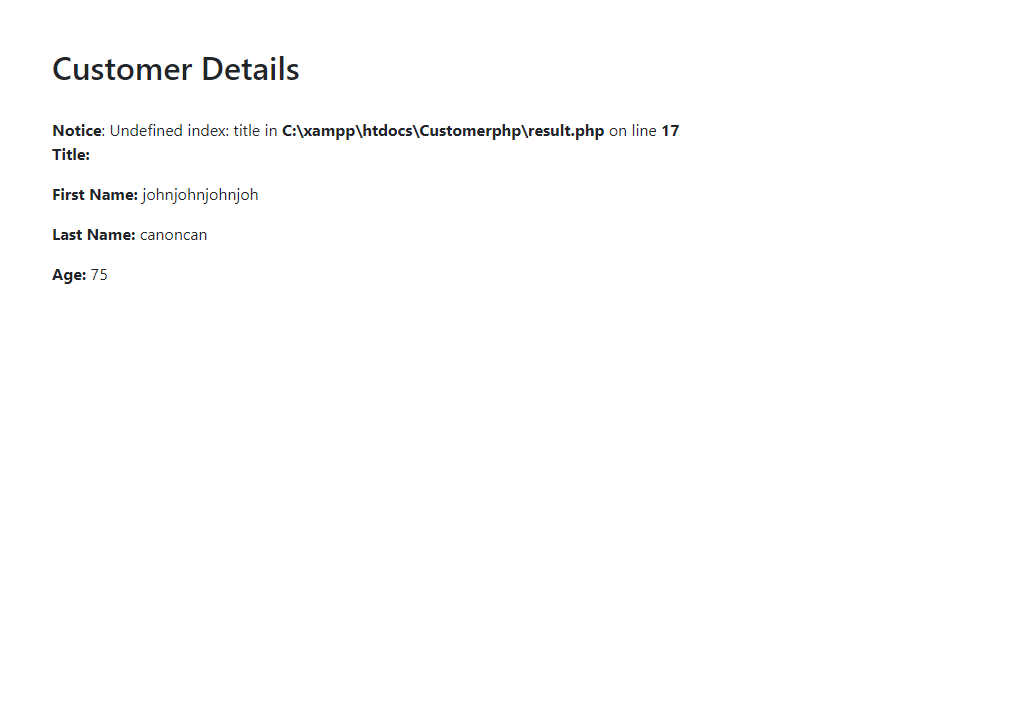 Customer Details
Notice: Undefined index: title in C:\xampp\htdocs\Customerphp\result.php on line 17
Title:
First Name: johnjohnjohnjoh
Last Name: canoncan
Age: 75